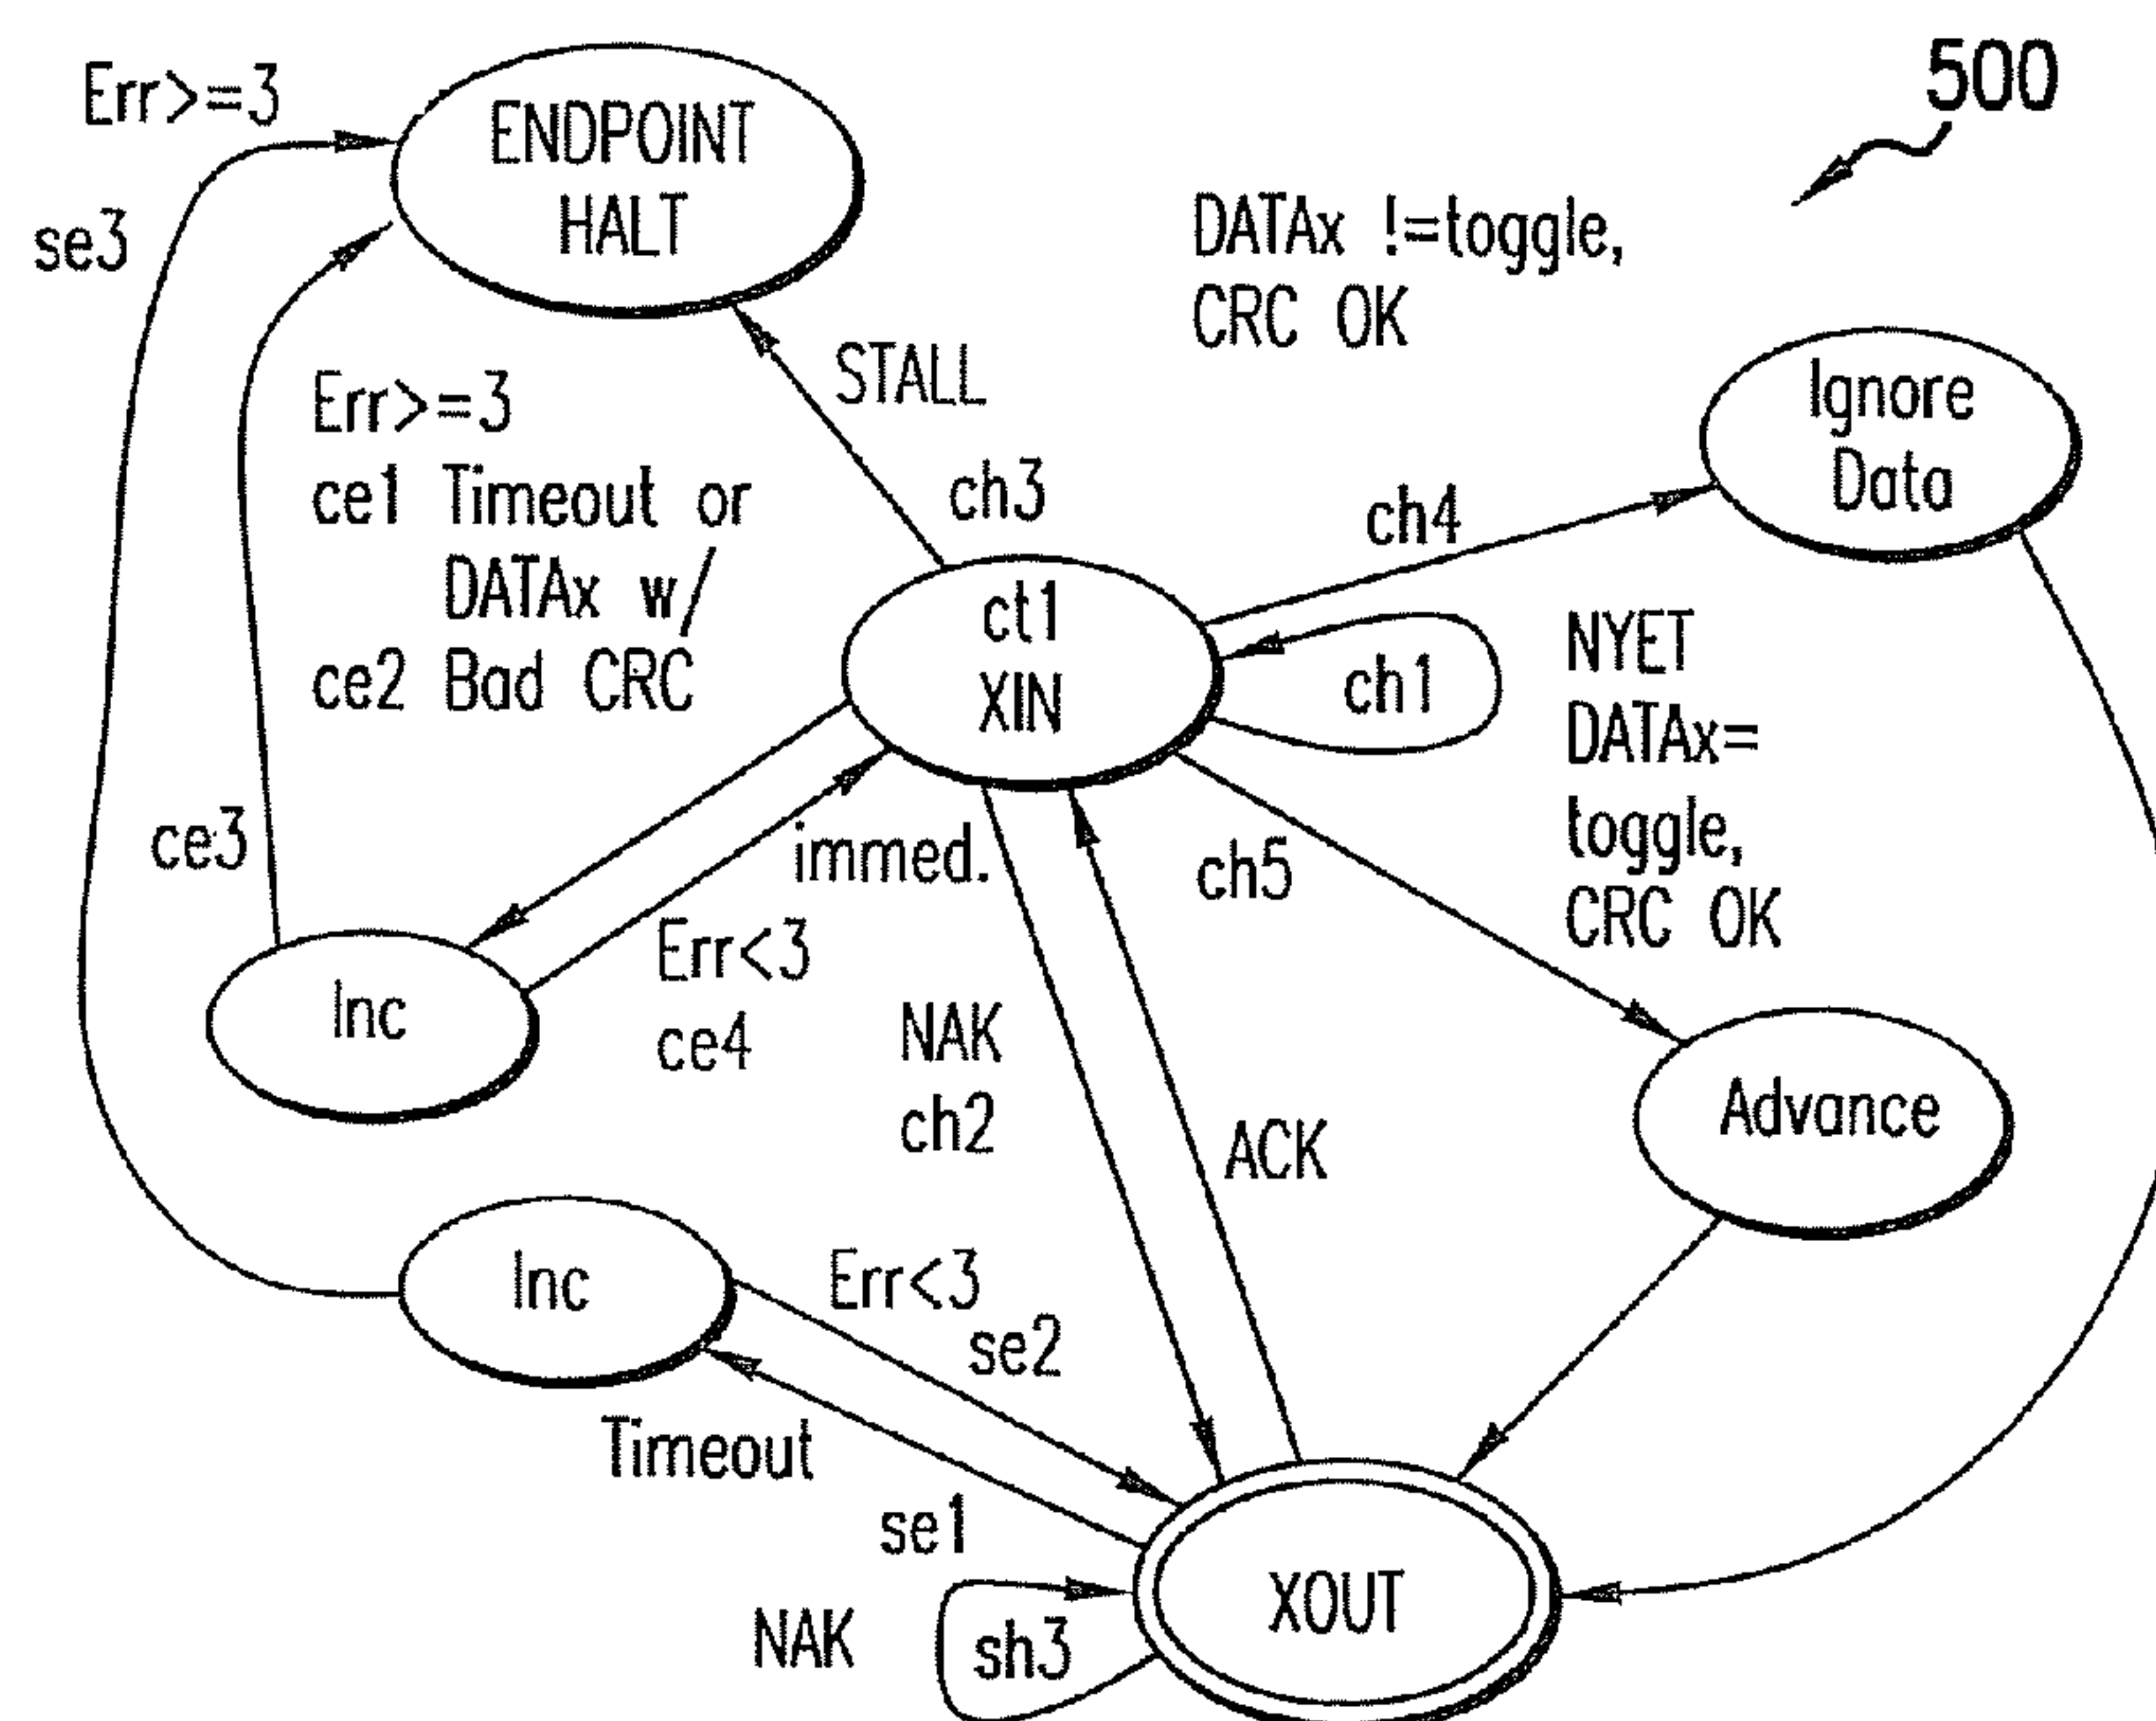 500
Err>=3
se3
ENDPOINT
HALT
DATAx !=toggle,
CRC OK
STALL
ch3
Ignore
Data
ch4
Err>=3
ce1 Timeout or
DATAx w/
ce2 Bad CRC
ct1
XIN
ch1
NYET
DATAx=
toggle,
CRC OK
ce3
immed.
ch5
Err<3
ce4
Inc
NAK
ch2
ACK
Advance
Inc
Err<3
se2
Timeout
se1
NAK
sh3
XOUT